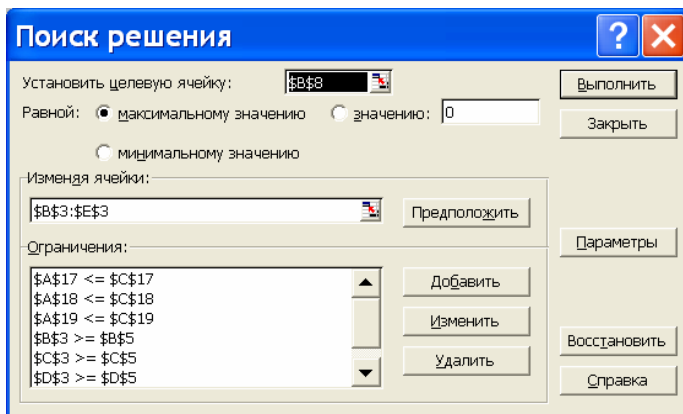 Поиск решения
Установить целевую ячейку: $B$8 Выполнить
Равной: максимальному значению значению: 0 Закрыть
минимальному значению
Изменяя ячейки:
$B$3:$E$3 Предположить
Параметры
Ограничения:
$A$17 <= $C$17 Добавить
$A$18 <= $C$18
$A$19 <= $C$19 Изменить
$B$3 >= $B$5 Восстановить
$C$3 >= $C$5 Удалить
$D$3 >= $D$5 Справка